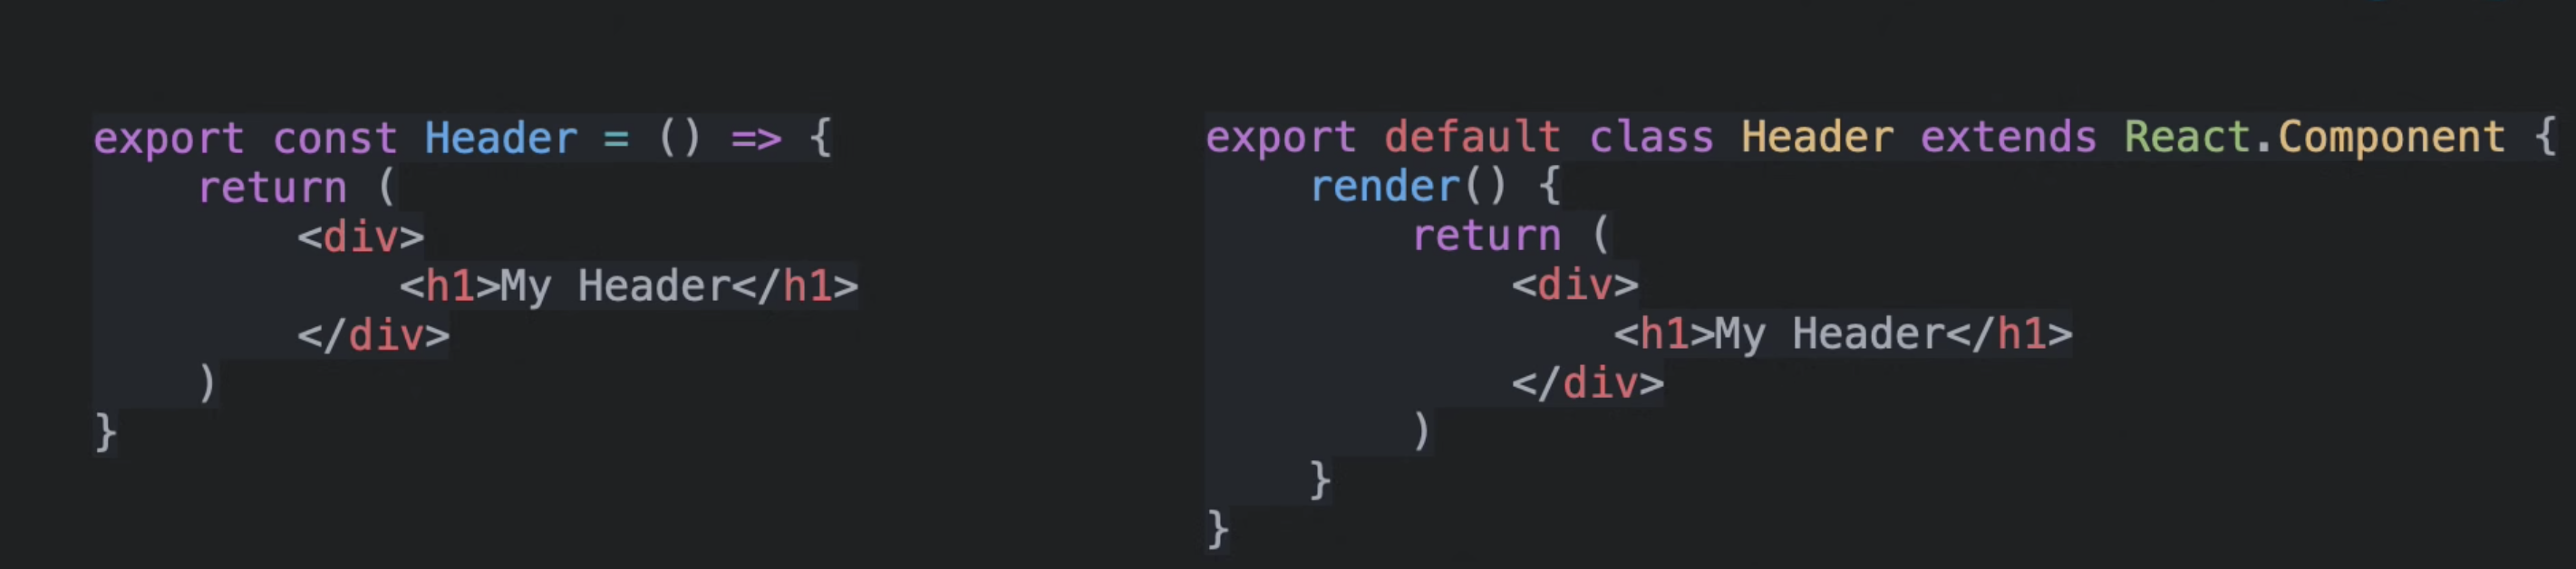 export const Header = () => {
    return (
        <div>
            <h1>My Header</h1>
        </div>
    )
}
export default class Header extends React.Component {
    render() {
        return (
            <div>
                <h1>My Header</h1>
            </div>
        )
    }
}